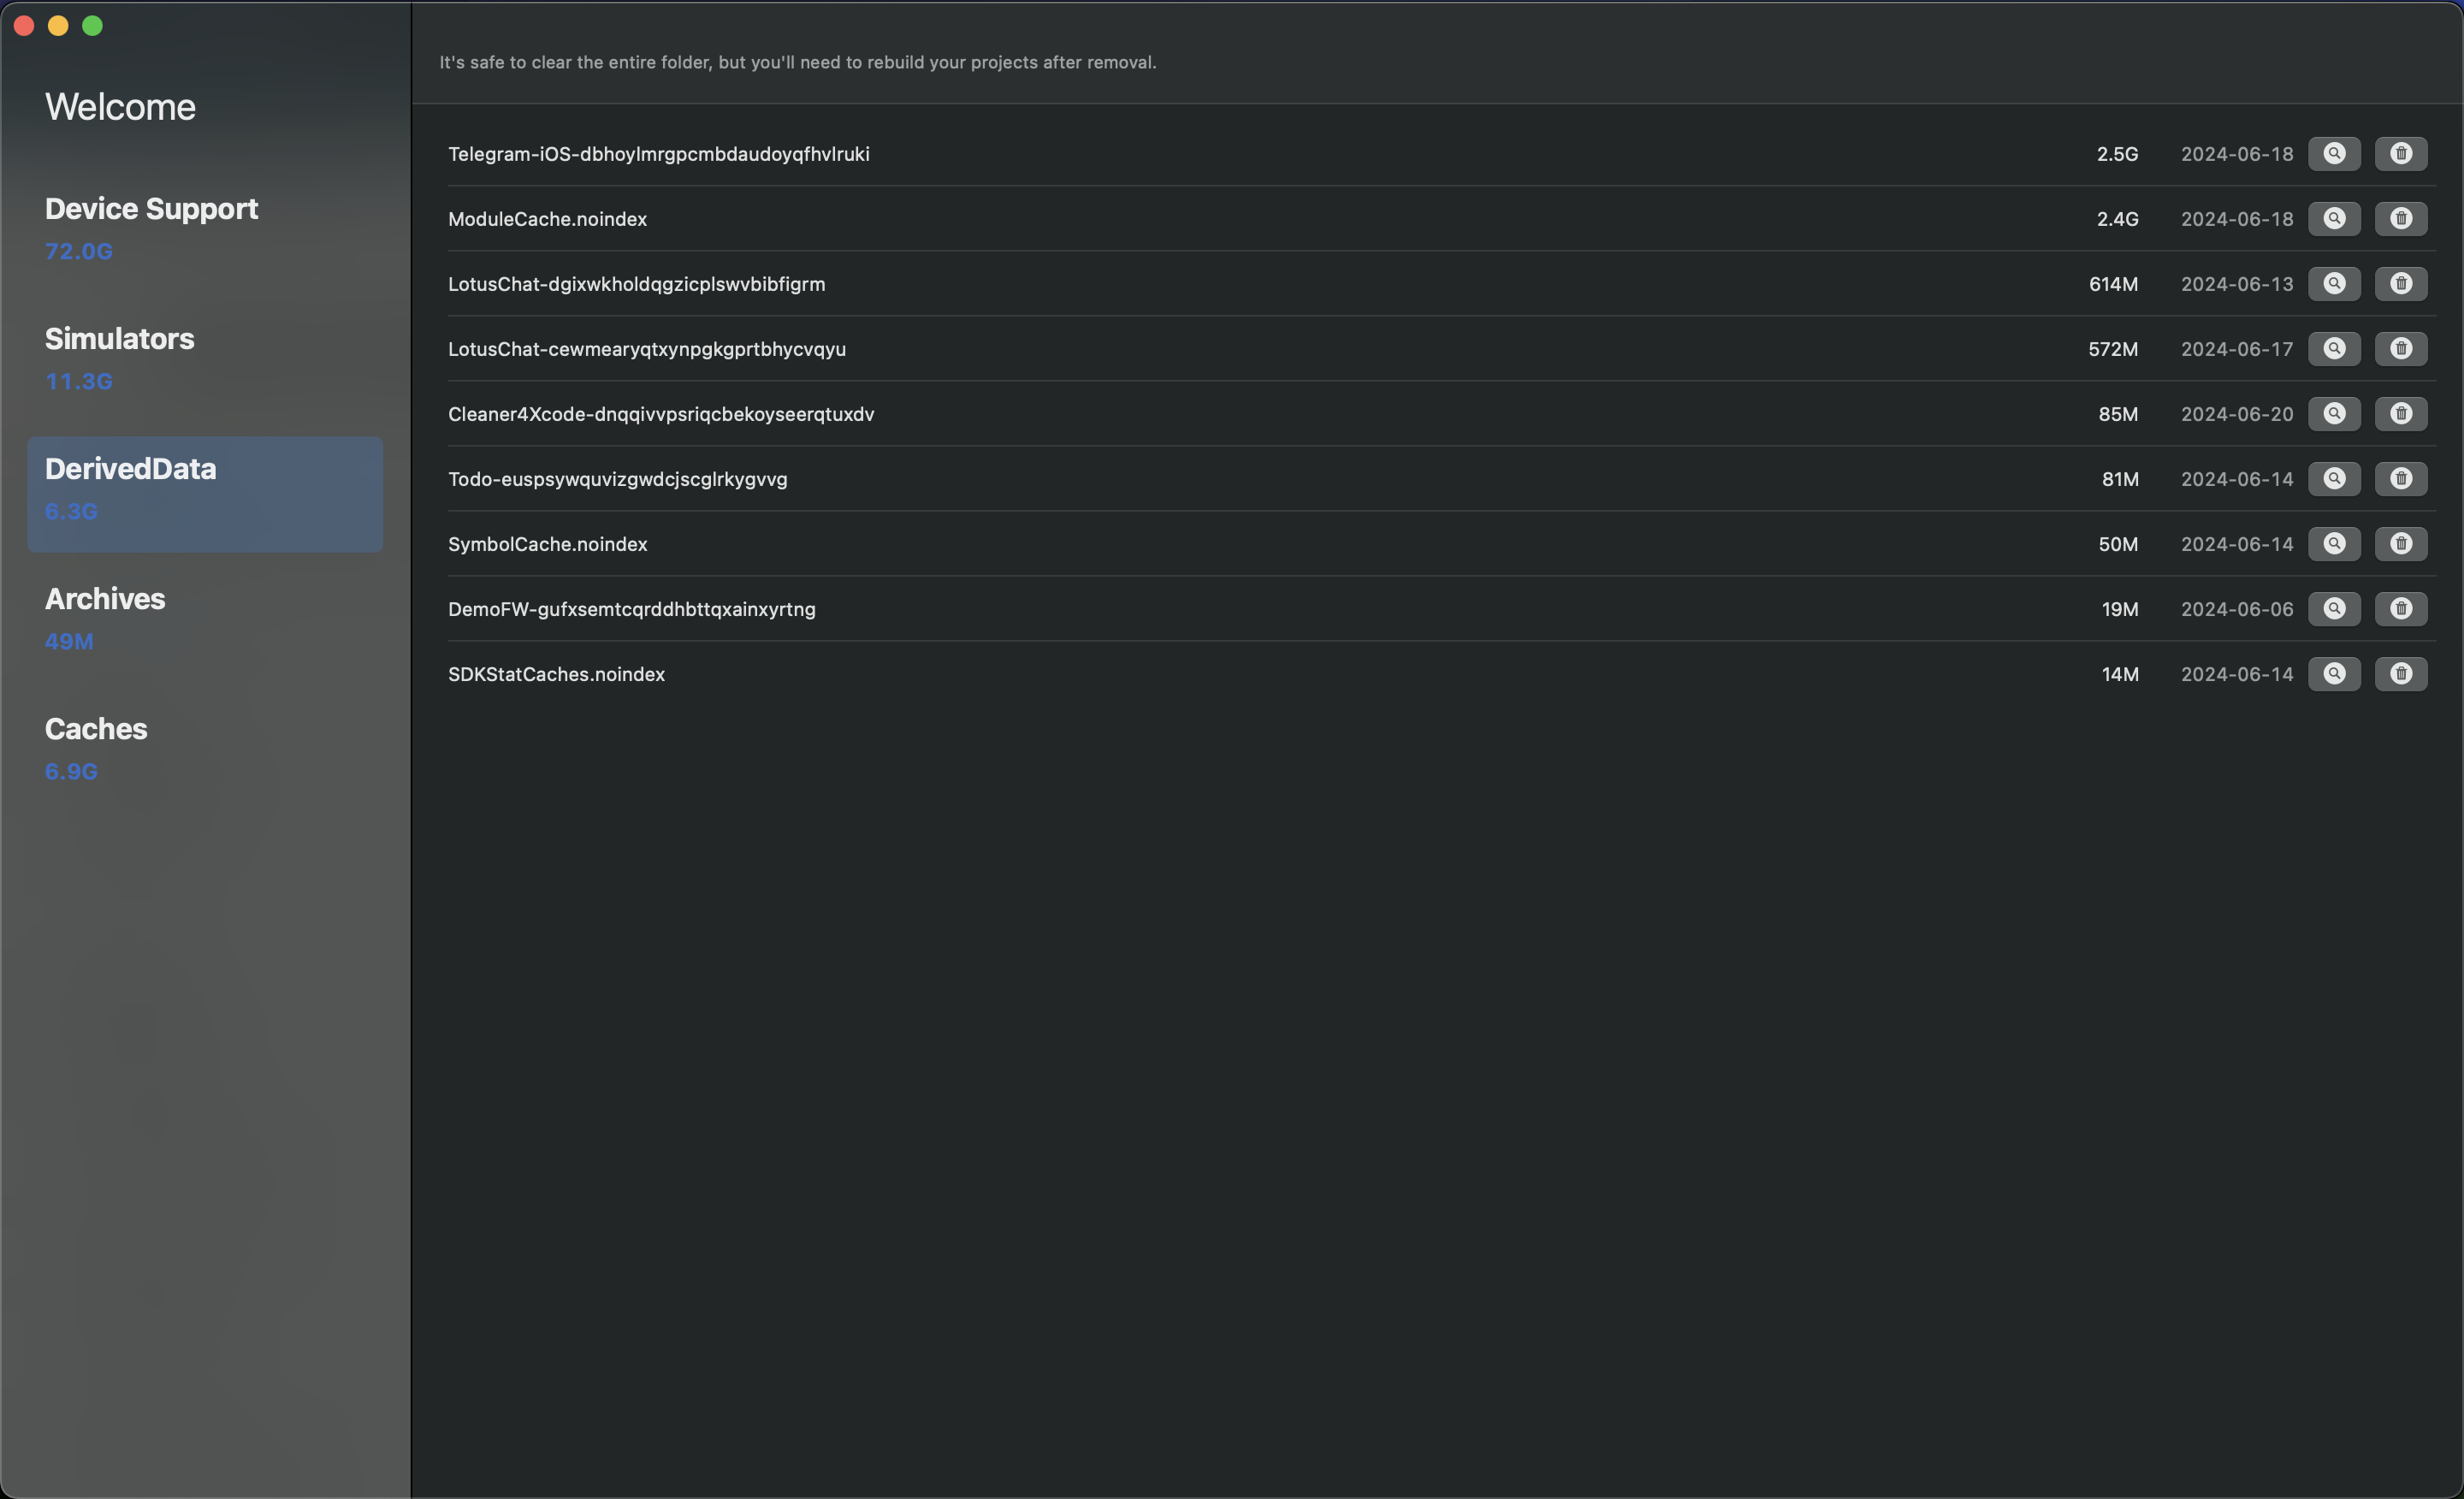 Welcome
Device Support
72.0G
Simulators
11.3G
DerivedData
6.3G
Archives
49M
Caches
6.9G
It's safe to clear the entire folder, but you'll need to rebuild your projects after removal.
Telegram-iOS-dbhoylmrgpcmbdaudoyqfhvlruki 2.5G 2024-06-18
ModuleCache.noindex 2.4G 2024-06-18
LotusChat-dgixwkholdqgzicplswvbibfigrm 614M 2024-06-13
LotusChat-cewmearyqtxynpgkgprtbhycvqyu 572M 2024-06-17
Cleaner4Xcode-dnqqivvpsriqcbekoyseerqtuxdv 85M 2024-06-20
Todo-euspsywquvizgwdcjscglrkygvvg 81M 2024-06-14
SymbolCache.noindex 50M 2024-06-14
DemoFW-gufxsemtcqrddhbttqxainxyrtng 19M 2024-06-06
SDKStatCaches.noindex 14M 2024-06-14